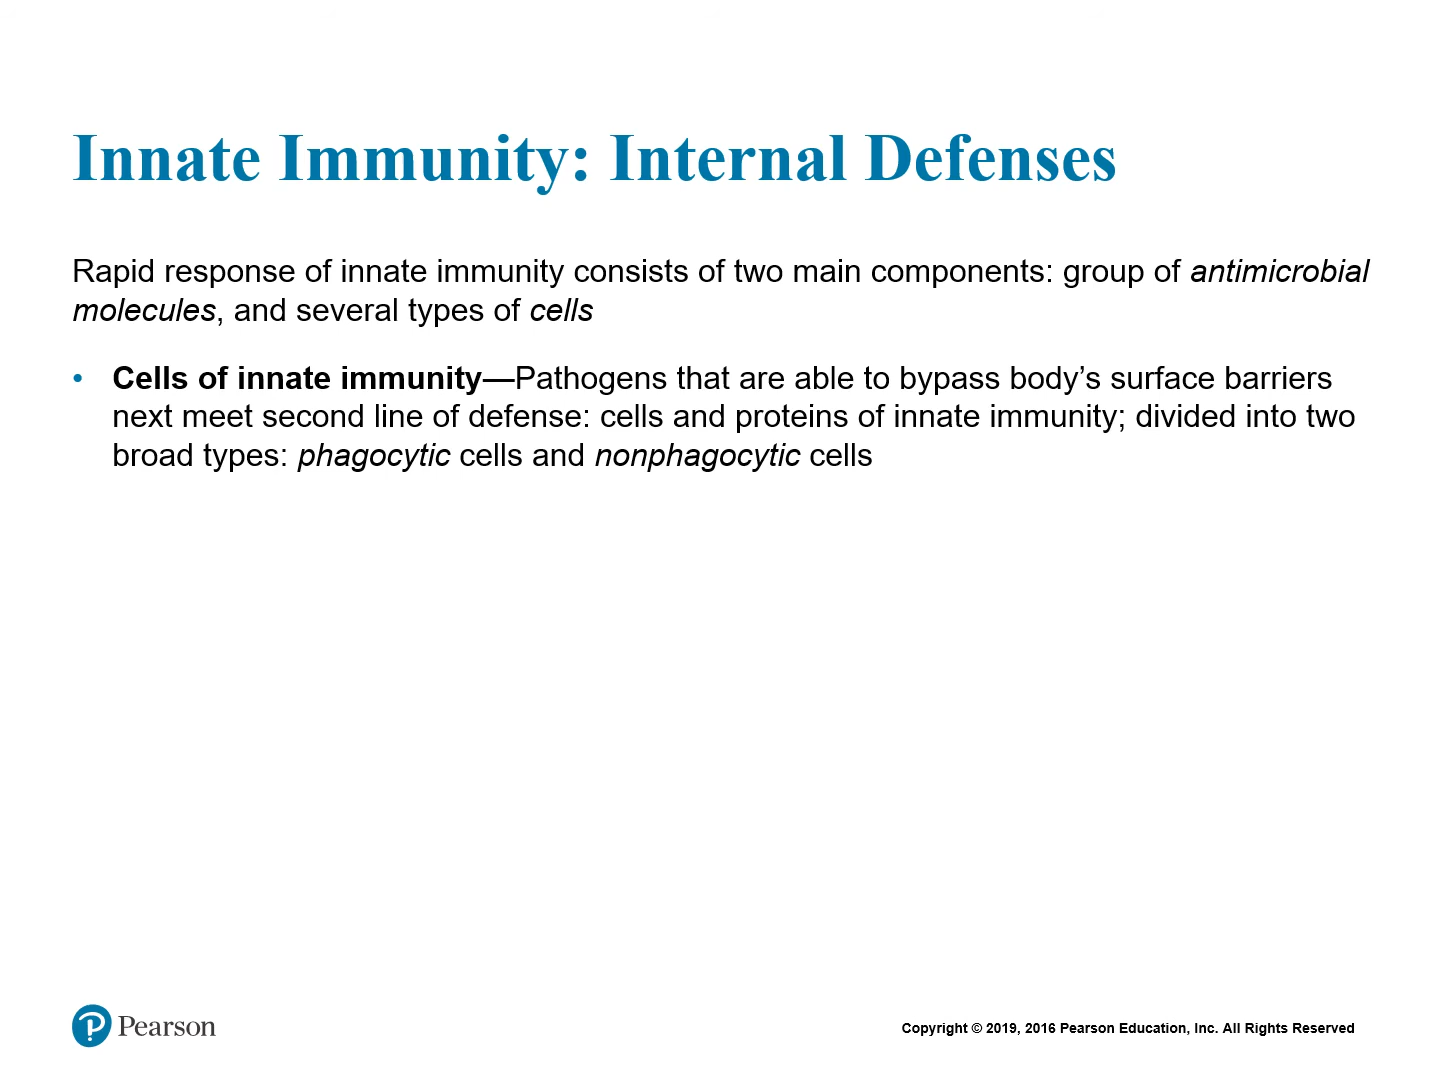 Innate Immunity: Internal Defenses
Rapid response of innate immunity consists of two main components: group of antimicrobial
molecules, and several types of cells
• Cells of innate immunity—Pathogens that are able to bypass body’s surface barriers
next meet second line of defense: cells and proteins of innate immunity; divided into two
broad types: phagocytic cells and nonphagocytic cells
Pearson
Copyright © 2019, 2016 Pearson Education, Inc. All Rights Reserved